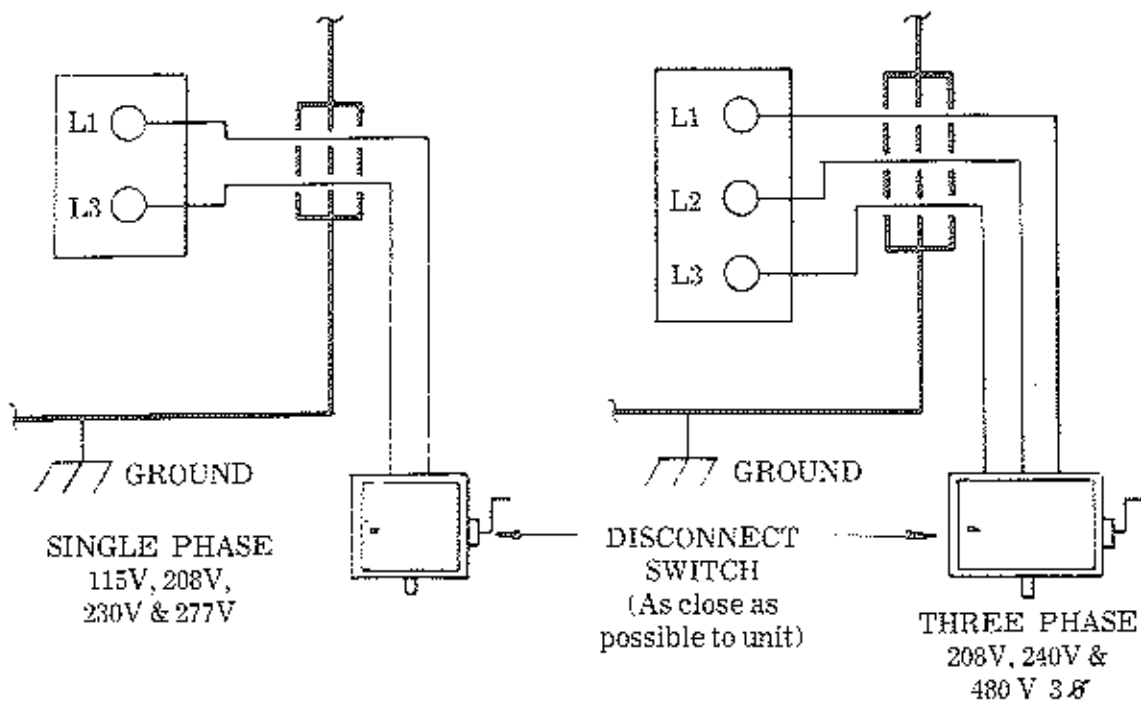 L1
L3
GROUND
SINGLE PHASE
115V, 208V,
230V & 277V
L1
L2
L3
GROUND
DISCONNECT
SWITCH
(As close as
possible to unit)
THREE PHASE
208V, 240V &
480 V 3Ø